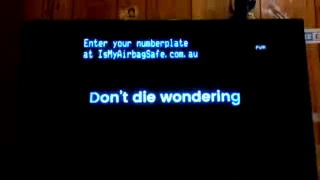 Enter your numberplate
at IsMyAirbagSafe.com.au
Don't die wondering